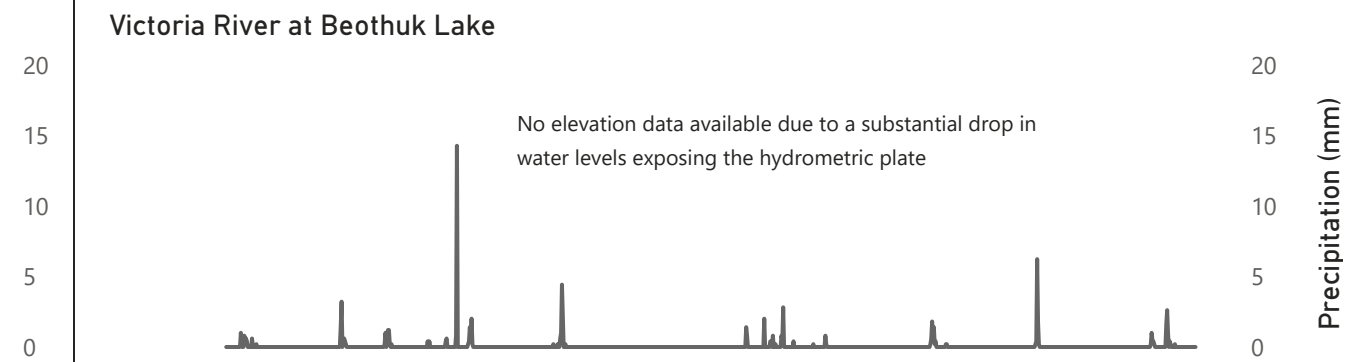 Victoria River at Beothuk Lake
20
20
No elevation data available due to a substantial drop in
water levels exposing the hydrometric plate
15
15
10
10
5
5
0
0
Precipitation (mm)